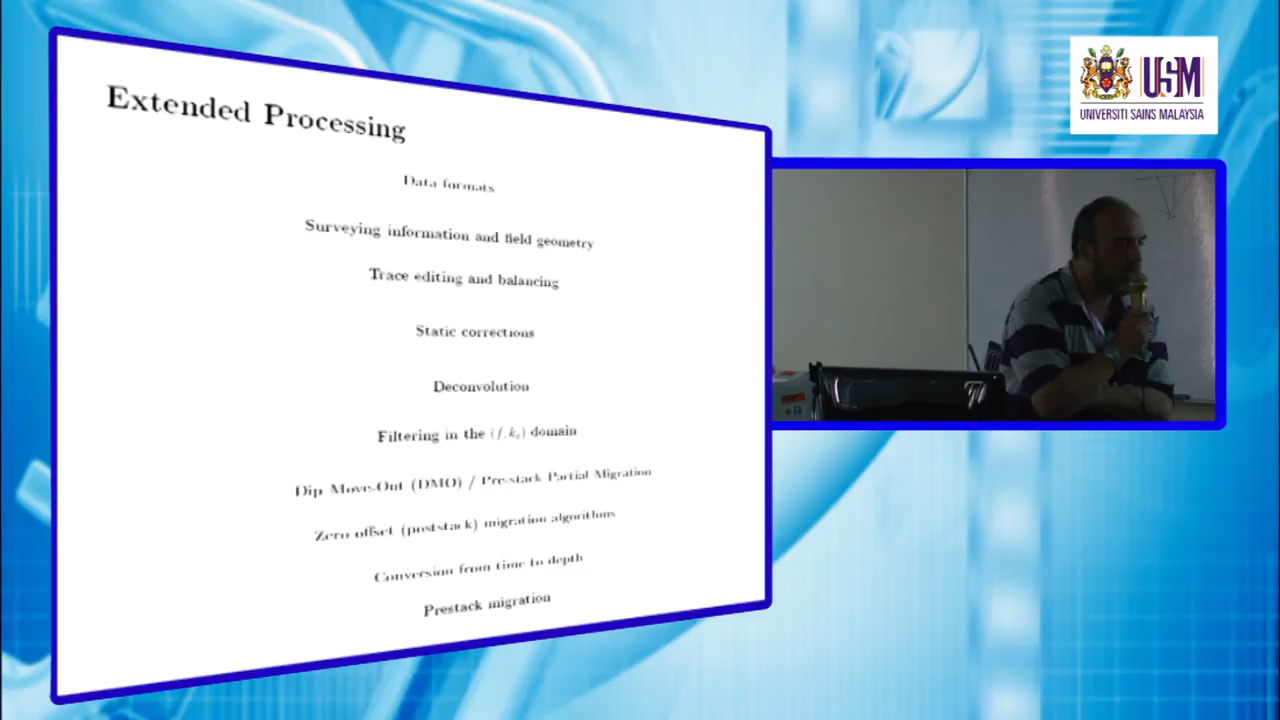 Extended Processing
Data formats
Surveying information and field geometry
Trace editing and balancing
Static corrections
Deconvolution
Filtering in the (f, kx) domain
Dip Move-Out (DMO) / Pre-stack Partial Migration
Zero offset (poststack) migration algorithms
Conversion from time to depth
Prestack migration
USM
UNIVERSITI SAINS MALAYSIA